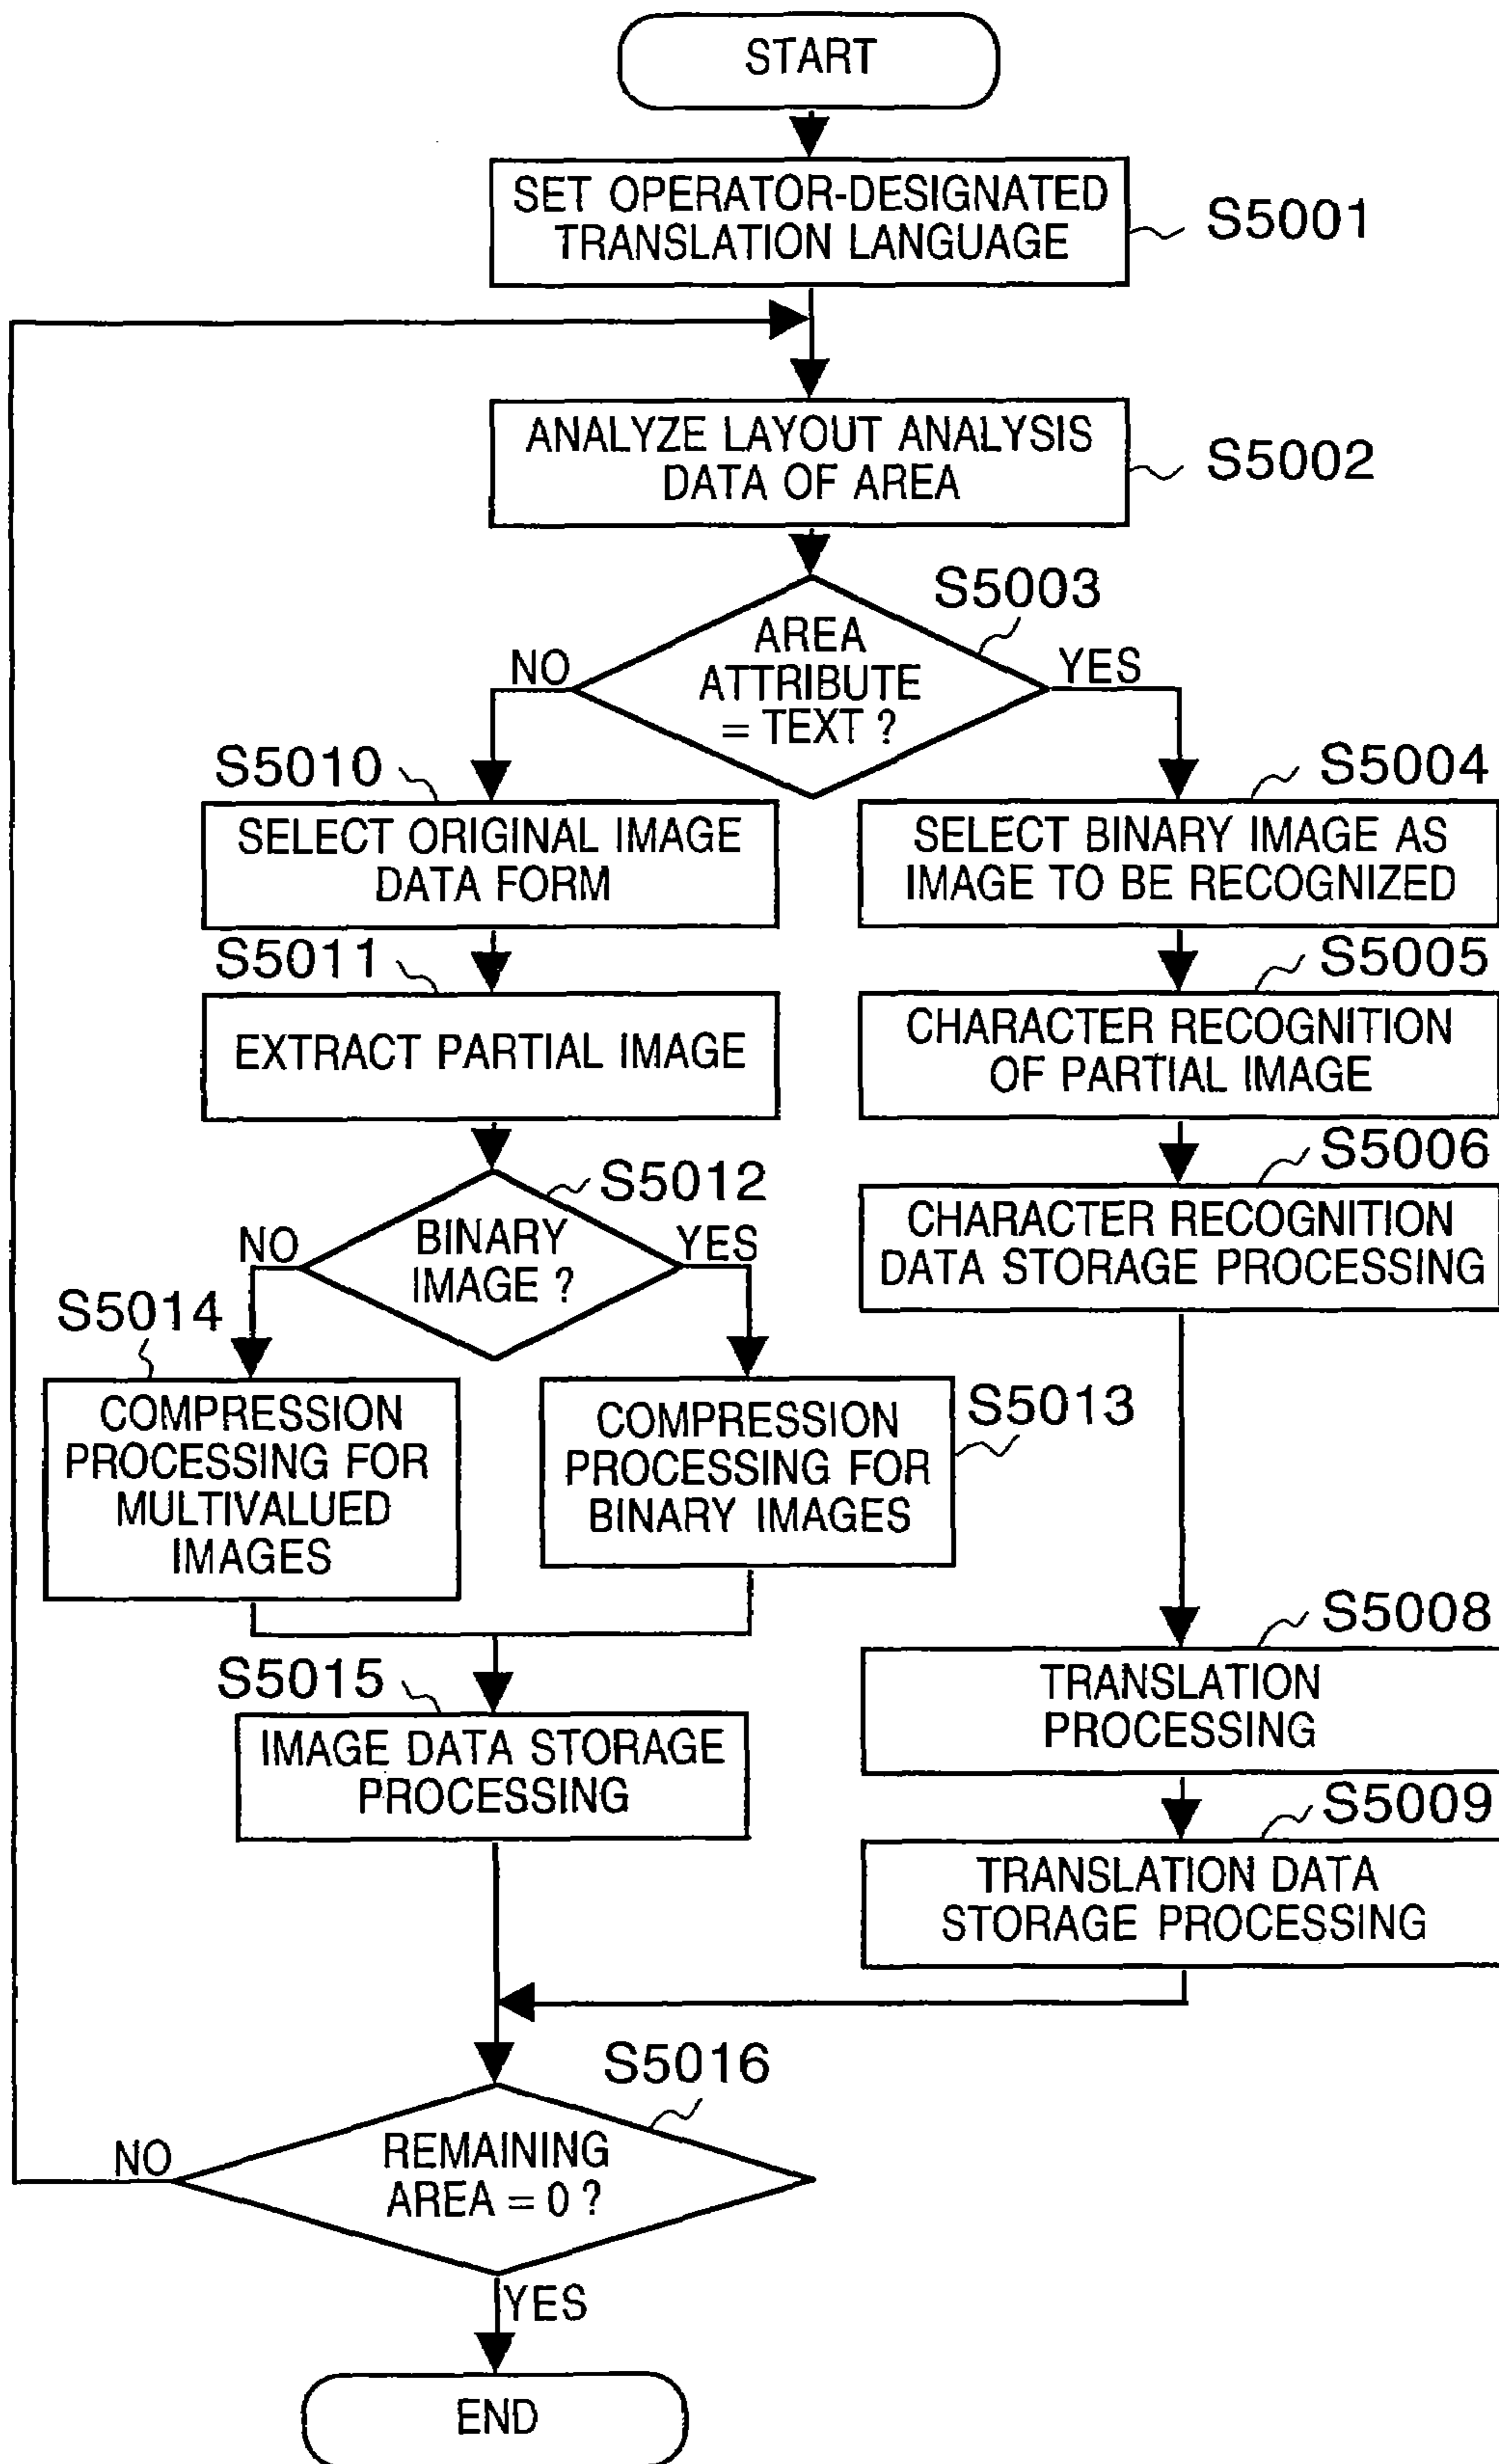 START
SET OPERATOR-DESIGNATED
TRANSLATION LANGUAGE
S5001
ANALYZE LAYOUT ANALYSIS
DATA OF AREA
S5002
S5003
AREA
ATTRIBUTE
= TEXT ?
NO
YES
S5010
SELECT ORIGINAL IMAGE
DATA FORM
S5004
SELECT BINARY IMAGE AS
IMAGE TO BE RECOGNIZED
S5011
EXTRACT PARTIAL IMAGE
S5005
CHARACTER RECOGNITION
OF PARTIAL IMAGE
S5012
BINARY
IMAGE ?
NO
YES
S5006
CHARACTER RECOGNITION
DATA STORAGE PROCESSING
S5014
COMPRESSION
PROCESSING FOR
MULTIVALUED
IMAGES
S5013
COMPRESSION
PROCESSING FOR
BINARY IMAGES
S5008
TRANSLATION
PROCESSING
S5015
IMAGE DATA STORAGE
PROCESSING
S5009
TRANSLATION DATA
STORAGE PROCESSING
S5016
REMAINING
AREA = 0 ?
NO
YES
END